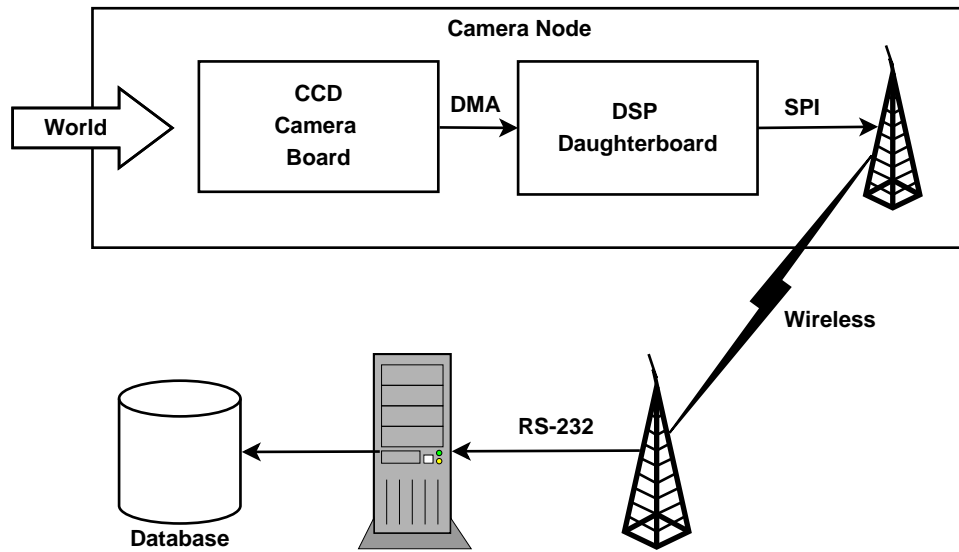 Camera Node
World
CCD
Camera
Board
DMA
DSP
Daughterboard
SPI
Wireless
RS-232
Database